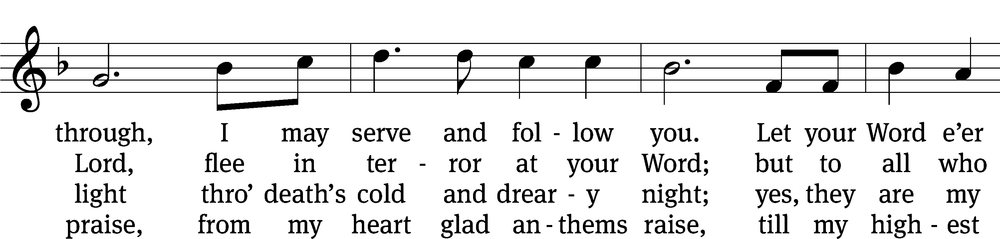 through, I may serve and fol - low you. Let your Word e’er
Lord, flee in ter - ror at your Word; but to all who
light thro’ death’s cold and drear - y night; yes, they are my
praise, from my heart glad an - thems raise, till my high - est